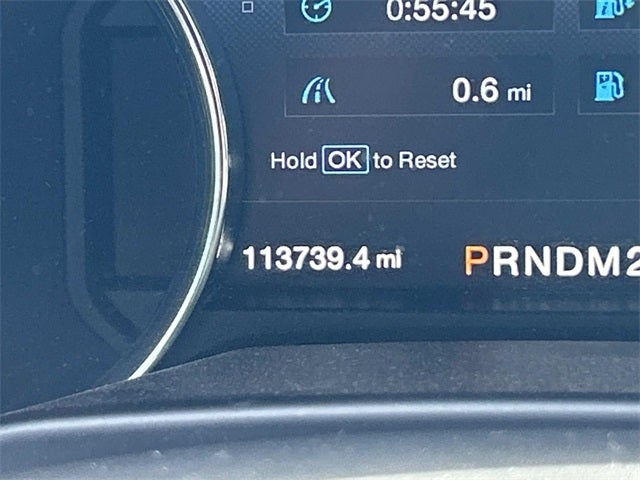 0:55:45
0.6 mi
Hold OK to Reset
113739.4 mi PRNDM2